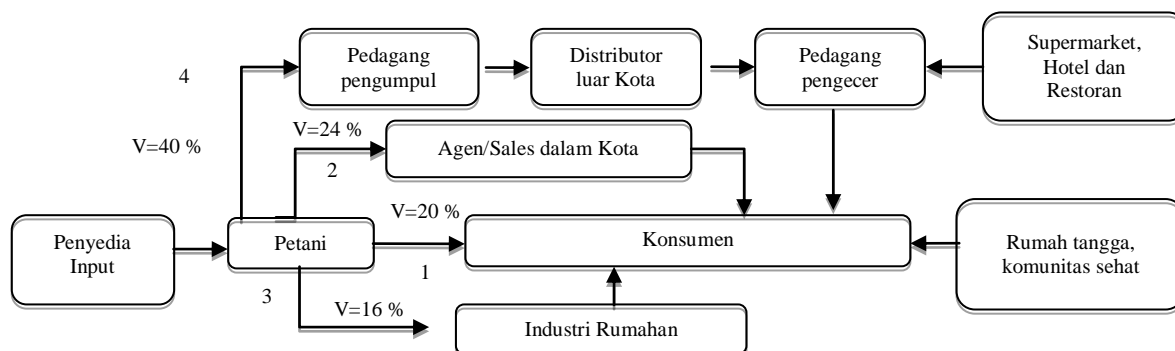 Pedagang
pengumpul
Distributor
luar Kota
Pedagang
pengecer
Supermarket,
Hotel dan
Restoran
4
V=40 %
V=24 %
2
Agen/Sales dalam Kota
Penyedia
Input
Petani
V=20 %
1
Konsumen
Rumah tangga,
komunitas sehat
3
V=16 %
Industri Rumahan